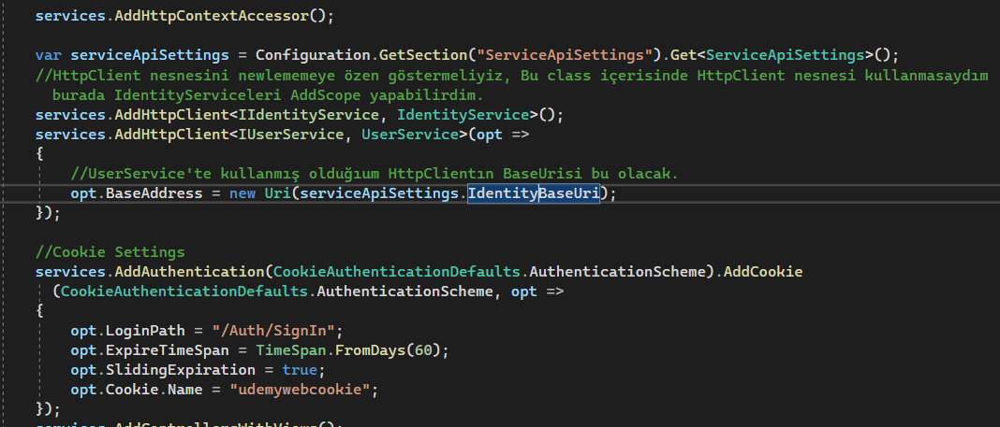 services.AddHttpContextAccessor();
var serviceApiSettings = Configuration.GetSection("ServiceApiSettings").Get<ServiceApiSettings>();
//HttpClient nesnesini newlememeye özen göstermeliyiz, Bu class içerisinde HttpClient nesnesi kullanmasaydım
burada IdentityServiceleri AddScope yapabilirdim.
services.AddHttpClient<IIdentityService, IdentityService>();
services.AddHttpClient<IUserService, UserService>(opt =>
{
//UserService'te kullanmış olduğıum HttpClientın BaseUrisi bu olacak.
opt.BaseAddress = new Uri(serviceApiSettings.IdentityBaseUri);
});
//Cookie Settings
services.AddAuthentication(CookieAuthenticationDefaults.AuthenticationScheme).AddCookie
(CookieAuthenticationDefaults.AuthenticationScheme, opt =>
{
opt.LoginPath = "/Auth/SignIn";
opt.ExpireTimeSpan = TimeSpan.FromDays(60);
opt.SlidingExpiration = true;
opt.Cookie.Name = "udemywebcookie";
});
services.AddControllersWithViews();